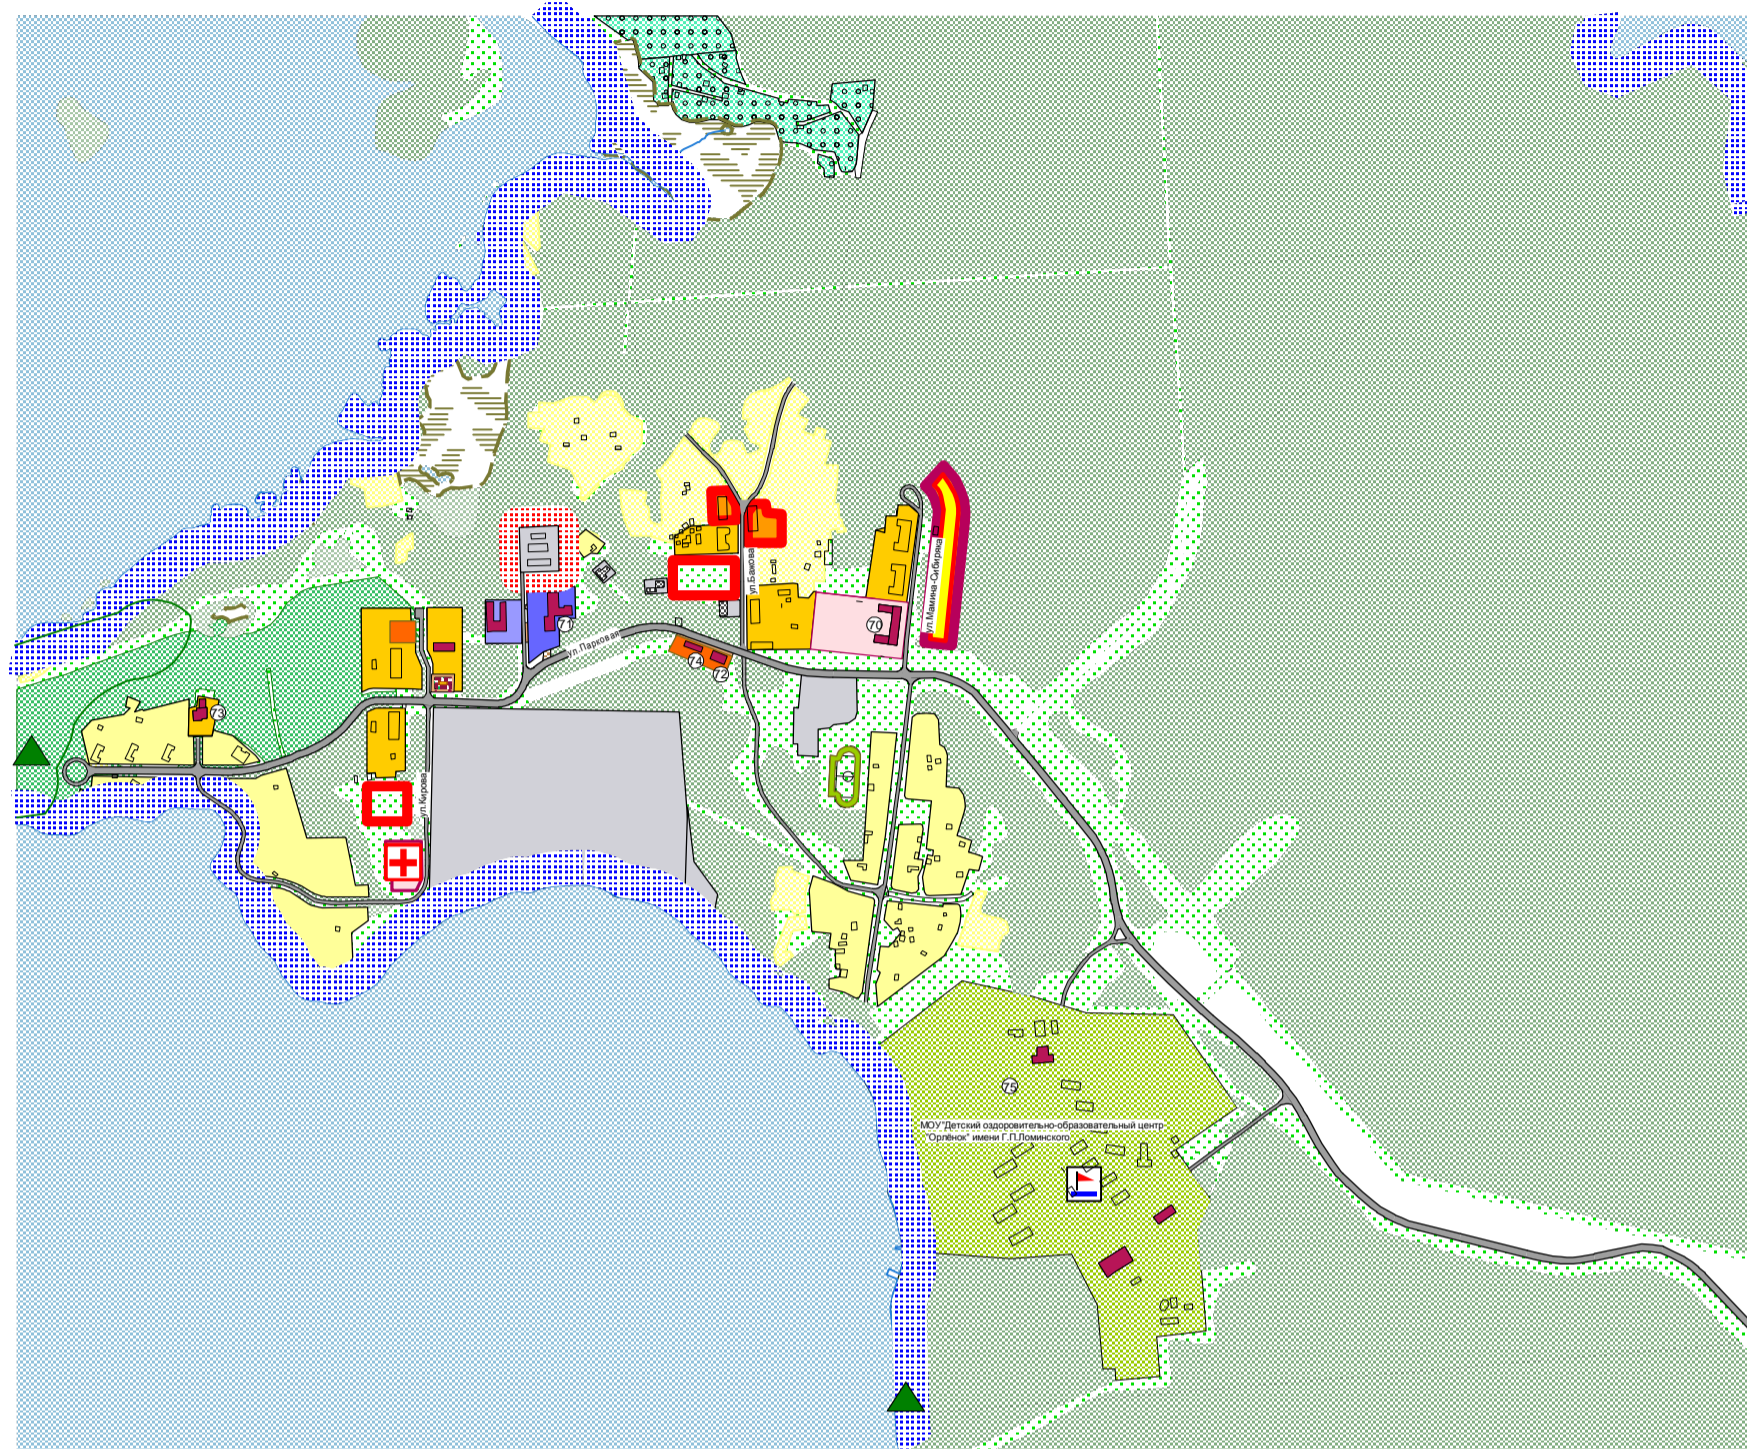 ул.Бажова
ул.Мамина-Сибиряка
71
70
ул.Парковая
74
72
73
ул.Кирова
75
МОУ"Детский оздоровительно-образовательный центр
"Орлёнок" имени Г.П.Ломинского